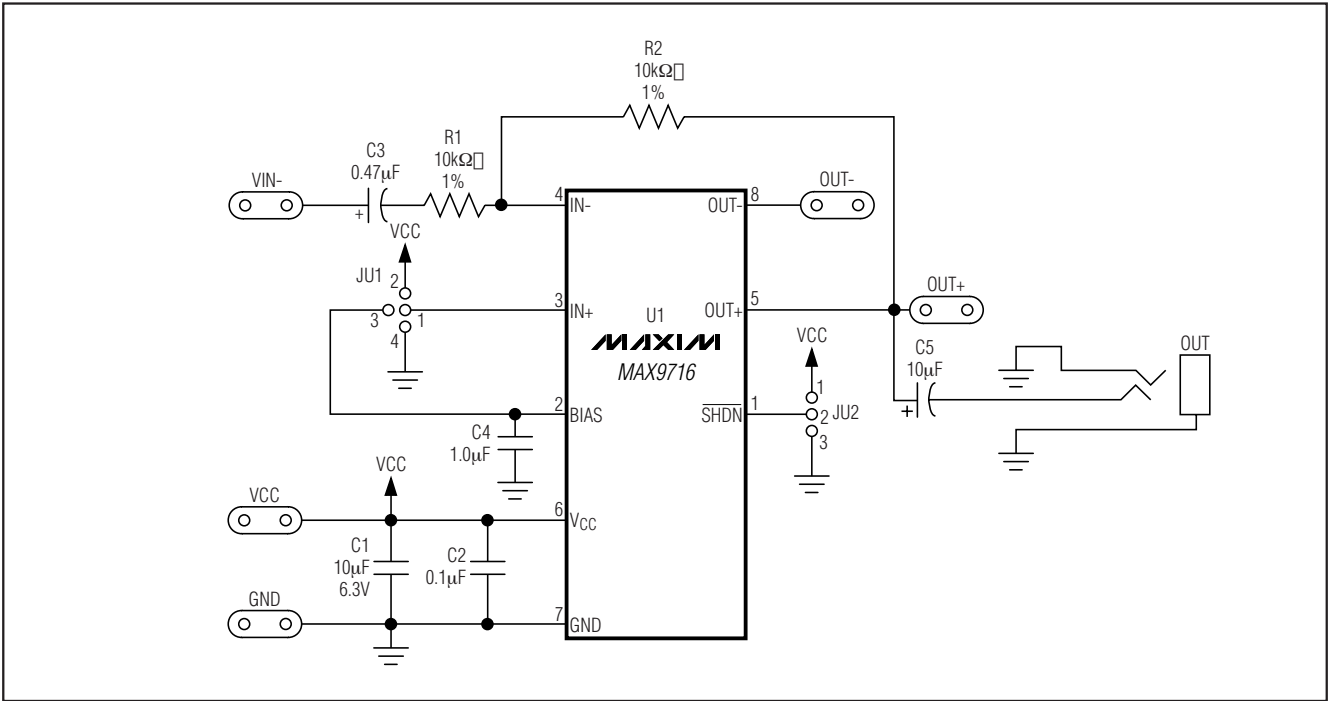 R2
10kΩ
1%
C3
0.47µF
R1
10kΩ
1%
VIN-
+
VCC
JU1
2
3
1
4
4
IN-
3
IN+
2
BIAS
6
VCC
7
GND
U1
MAXIM
MAX9716
OUT-
8
OUT+
5
SHDN
1
OUT-
OUT+
C5
10µF
+
OUT
VCC
1
2
3
JU2
C4
1.0µF
VCC
VCC
C1
10µF
6.3V
C2
0.1µF
GND